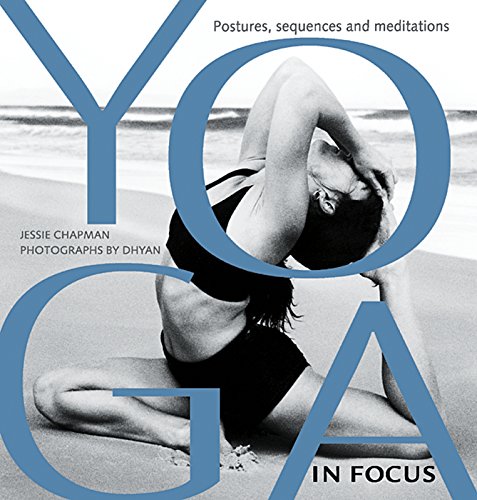 Postures, sequences and meditations
YO
JESSIE CHAPMAN
PHOTOGRAPHS BY DHYAN
GA
IN FOCUS